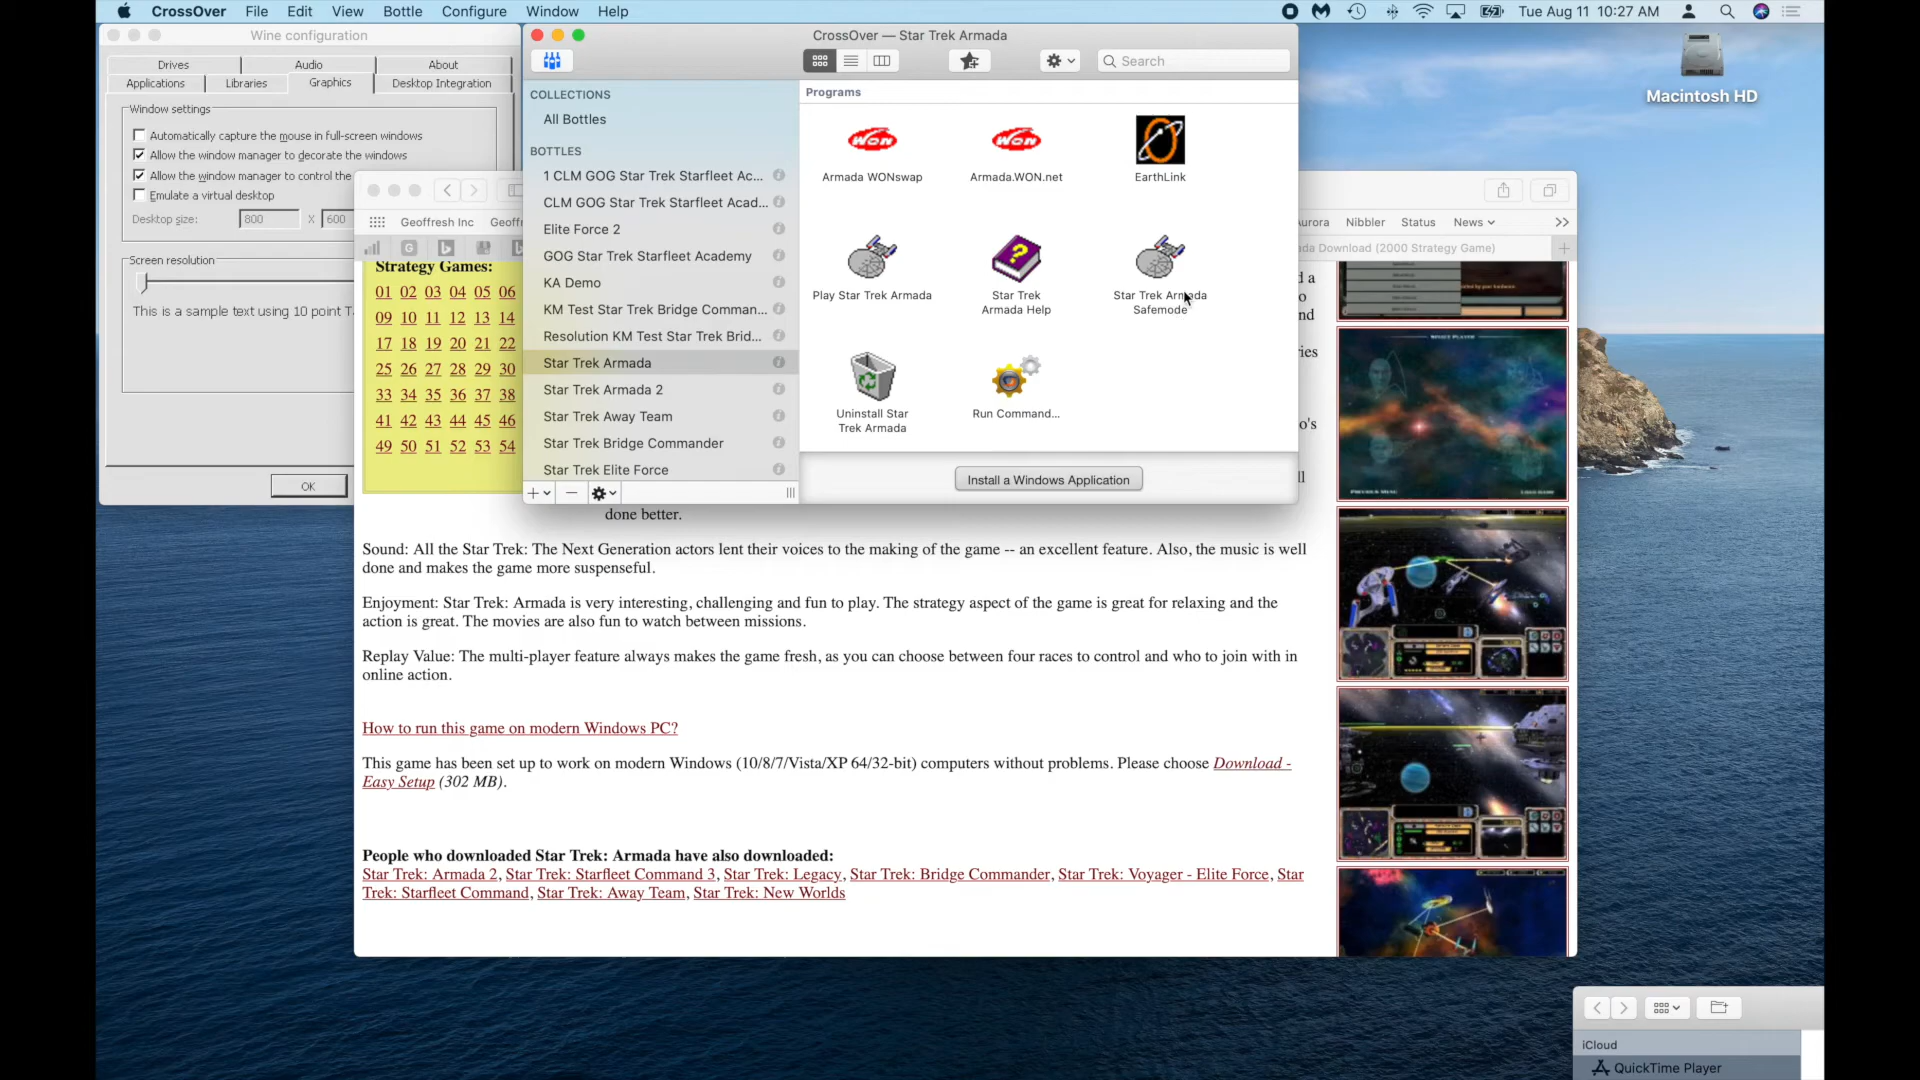 CrossOver File Edit View Bottle Configure Window Help
Tue Aug 11 10:27 AM
Wine configuration
Drives Audio About
Applications Libraries Graphics Desktop Integration
Window settings
Automatically capture the mouse in full-screen windows
Allow the window manager to decorate the windows
Allow the window manager to control the
Emulate a virtual desktop
Desktop size: 800 X 600
Screen resolution
This is a sample text using 10 point
OK
CrossOver — Star Trek Armada
Search
COLLECTIONS
All Bottles
BOTTLES
1 CLM GOG Star Trek Starfleet Ac...
CLM GOG Star Trek Starfleet Acad...
Elite Force 2
GOG Star Trek Starfleet Academy
KA Demo
KM Test Star Trek Bridge Comman...
Resolution KM Test Star Trek Brid...
Star Trek Armada
Star Trek Armada 2
Star Trek Away Team
Star Trek Bridge Commander
Star Trek Elite Force
Programs
WON
Armada WONswap
WON
Armada.WON.net
EarthLink
Play Star Trek Armada
Star Trek
Armada Help
Star Trek Armada
Safemode
Uninstall Star
Trek Armada
Run Command...
Install a Windows Application
Macintosh HD
Geoffresh Inc
Nibbler Status News
Download (2000 Strategy Game)
Strategy Games:
01 02 03 04 05 06
09 10 11 12 13 14
17 18 19 20 21 22
25 26 27 28 29 30
33 34 35 36 37 38
41 42 43 44 45 46
49 50 51 52 53 54
done better.
Sound: All the Star Trek: The Next Generation actors lent their voices to the making of the game -- an excellent feature. Also, the music is well
done and makes the game more suspenseful.
Enjoyment: Star Trek: Armada is very interesting, challenging and fun to play. The strategy aspect of the game is great for relaxing and the
action is great. The movies are also fun to watch between missions.
Replay Value: The multi-player feature always makes the game fresh, as you can choose between four races to control and who to join with in
online action.
How to run this game on modern Windows PC?
This game has been set up to work on modern Windows (10/8/7/Vista/XP 64/32-bit) computers without problems. Please choose Download -
Easy Setup (302 MB).
People who downloaded Star Trek: Armada have also downloaded:
Star Trek: Armada 2, Star Trek: Starfleet Command 3, Star Trek: Legacy, Star Trek: Bridge Commander, Star Trek: Voyager - Elite Force, Star
Trek: Starfleet Command, Star Trek: Away Team, Star Trek: New Worlds
iCloud
QuickTime Player